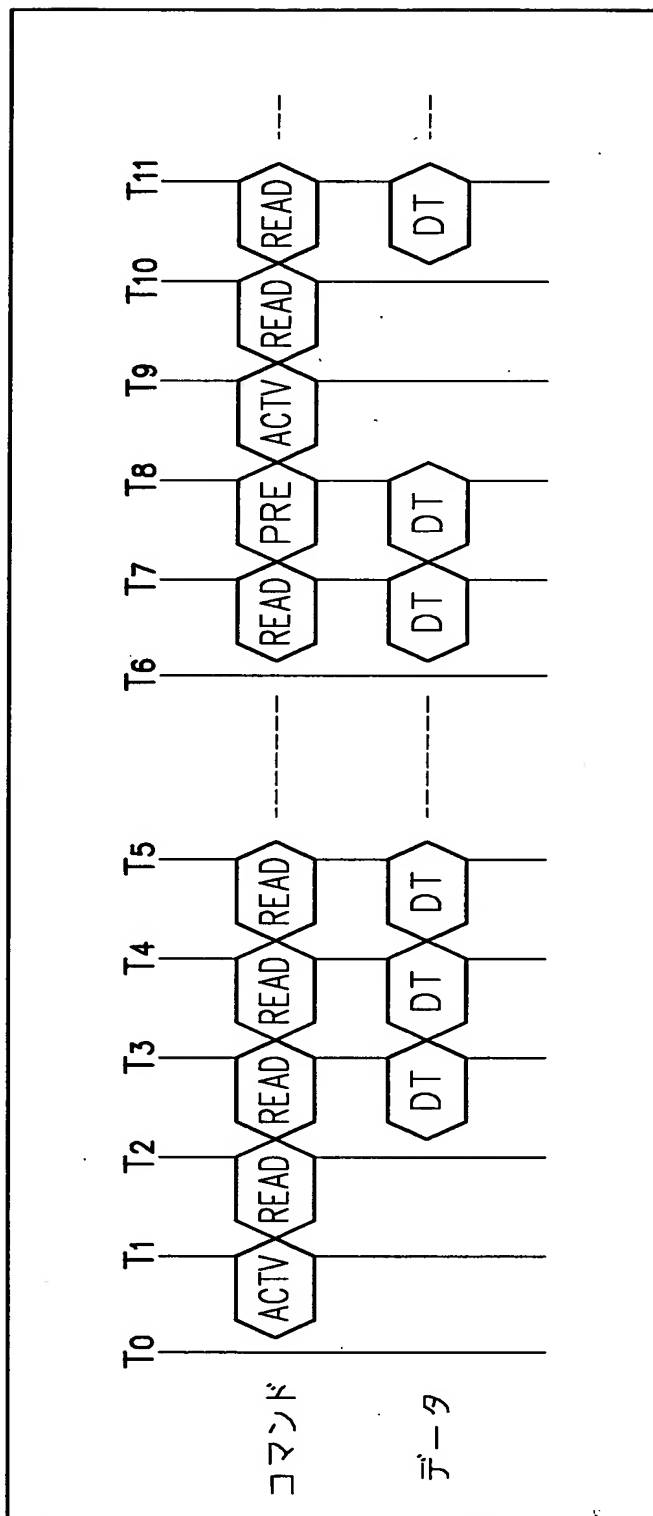 T0 T1 T2 T3 T4 T5 T6 T7 T8 T9 T10 T11
コマンド ACTV READ READ READ READ READ PRE ACTV READ READ
データ DT DT DT DT DT DT